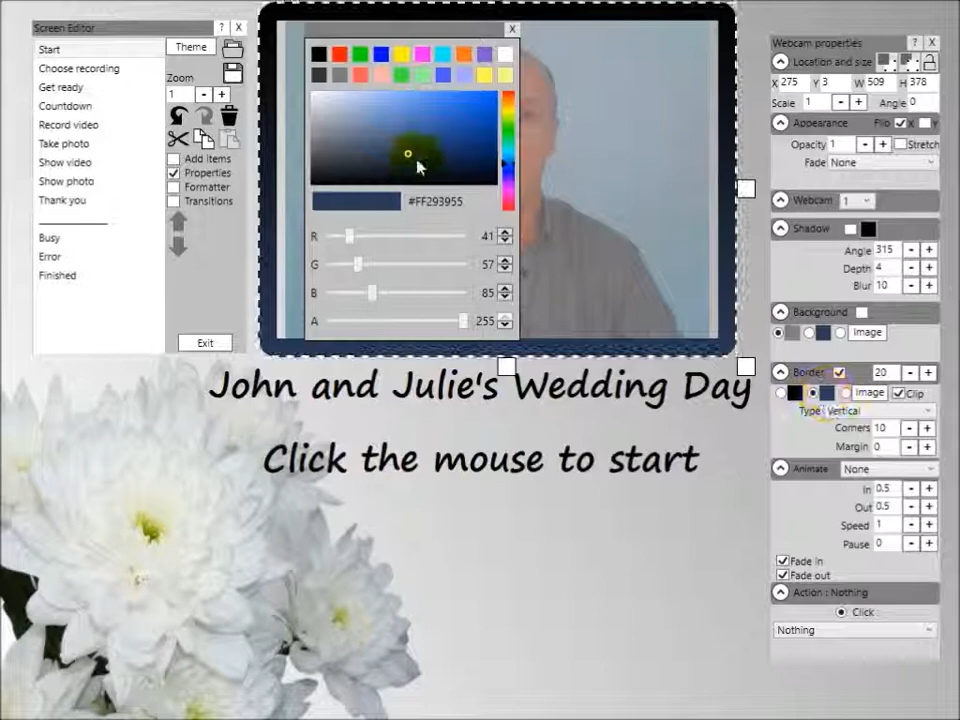 Screen Editor ? X
Start
Choose recording
Get ready
Countdown
Record video
Take photo
Show video
Show photo
Thank you
Busy
Error
Finished
Theme
Zoom
1 - +
Add items
Properties
Formatter
Transitions
Exit
X
#FF293955
R 41
G 57
B 85
A 255
John and Julie's Wedding Day
Click the mouse to start
Webcam properties ? X
Location and size
X 275 Y 3 W 509 H 378
Scale 1 - + Angle 0
Appearance Flip X Y
Opacity 1 - + Stretch
Fade None
Webcam 1
Shadow
Angle 315 - +
Depth 4 - +
Blur 10 - +
Background
Image
Border 20 - +
Image Clip
Type Vertical
Corners 10 - +
Margin 0 - +
Animate None
In 0.5 - +
Out 0.5 - +
Speed 1 - +
Pause 0 - +
Fade in
Fade out
Action : Nothing
Click
Nothing